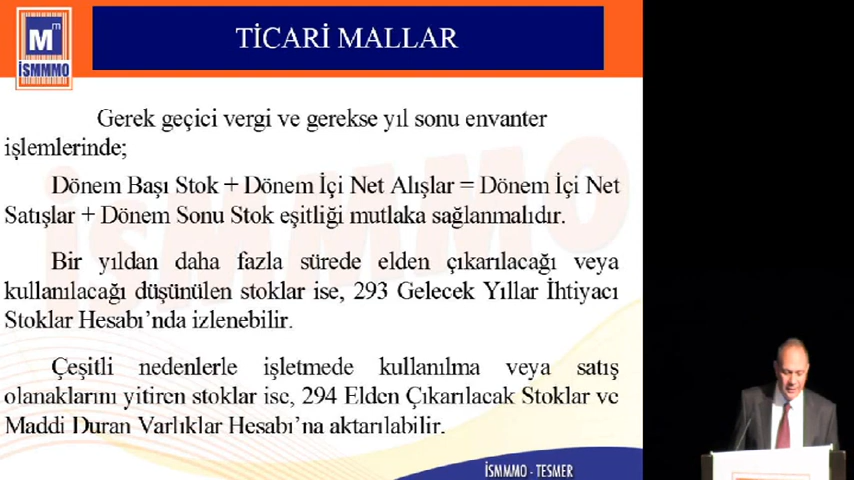 TİCARİ MALLAR
M m
İSMMMO
Gerek geçici vergi ve gerekse yıl sonu envanter
işlemlerinde;
Dönem Başı Stok + Dönem İçi Net Alışlar = Dönem İçi Net
Satışlar + Dönem Sonu Stok eşitliği mutlaka sağlanmalıdır.
Bir yıldan daha fazla sürede elden çıkarılacağı veya
kullanılacağı düşünülen stoklar ise, 293 Gelecek Yıllar İhtiyacı
Stoklar Hesabı'nda izlenebilir.
Çeşitli nedenlerle işletmede kullanılma veya satış
olanaklarını yitiren stoklar ise, 294 Elden Çıkarılacak Stoklar ve
Maddi Duran Varlıklar Hesabı'na aktarılabilir.
İSMMMO - TESMER